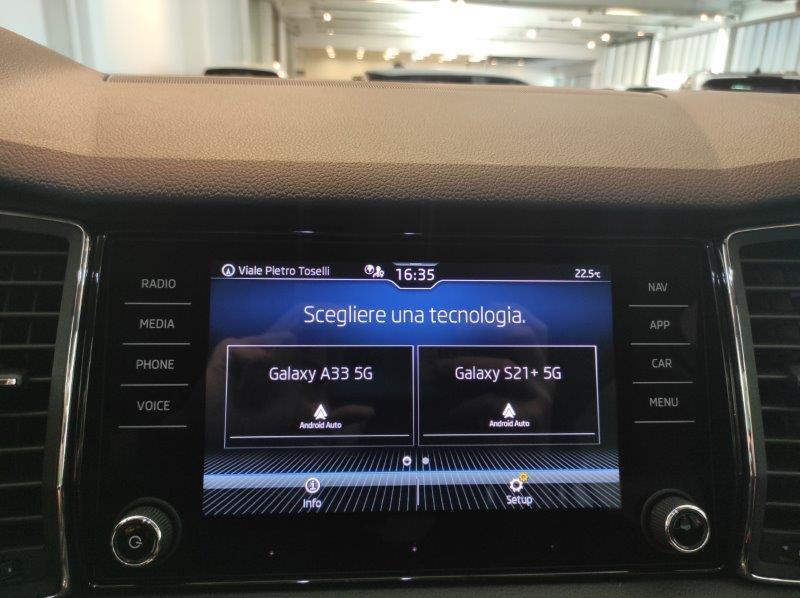 Viale Pietro Toselli
16:35
22.5°C
RADIO
MEDIA
PHONE
VOICE
NAV
APP
CAR
MENU
Scegliere una tecnologia.
Galaxy A33 5G
Android Auto
Galaxy S21+ 5G
Android Auto
Info
Setup